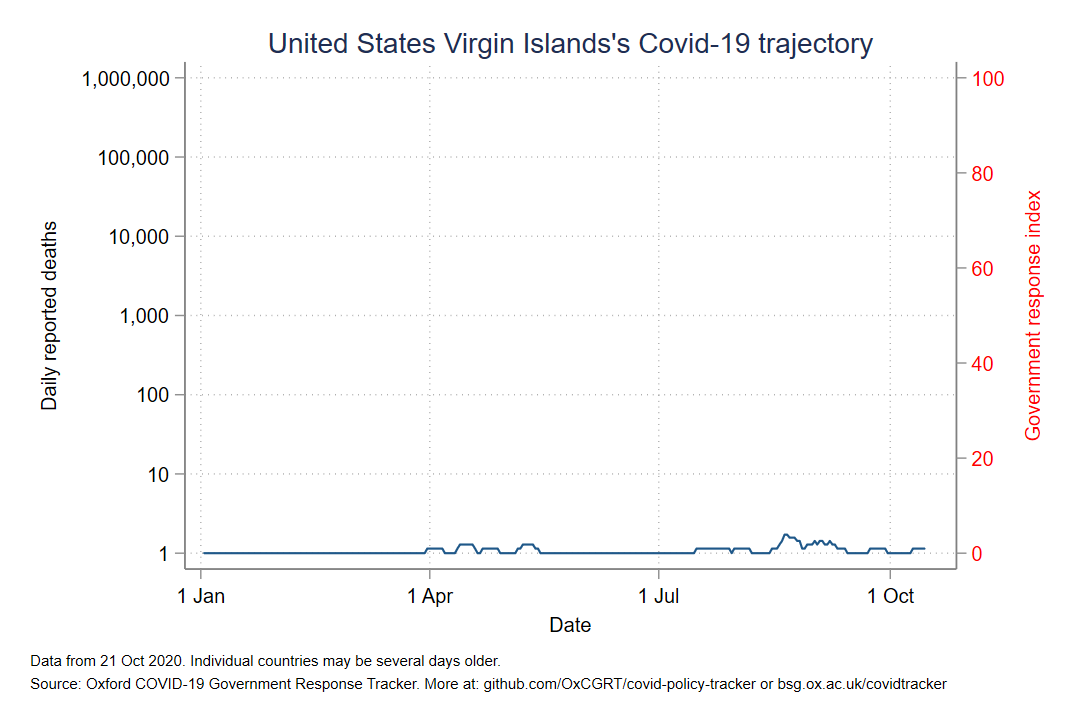 United States Virgin Islands's Covid-19 trajectory
1,000,000
100,000
10,000
1,000
100
10
1
Daily reported deaths
100
80
60
40
20
0
Government response index
1 Jan
1 Apr
1 Jul
1 Oct
Date
Data from 21 Oct 2020. Individual countries may be several days older.
Source: Oxford COVID-19 Government Response Tracker. More at: github.com/OxCGRT/covid-policy-tracker or bsg.ox.ac.uk/covidtracker